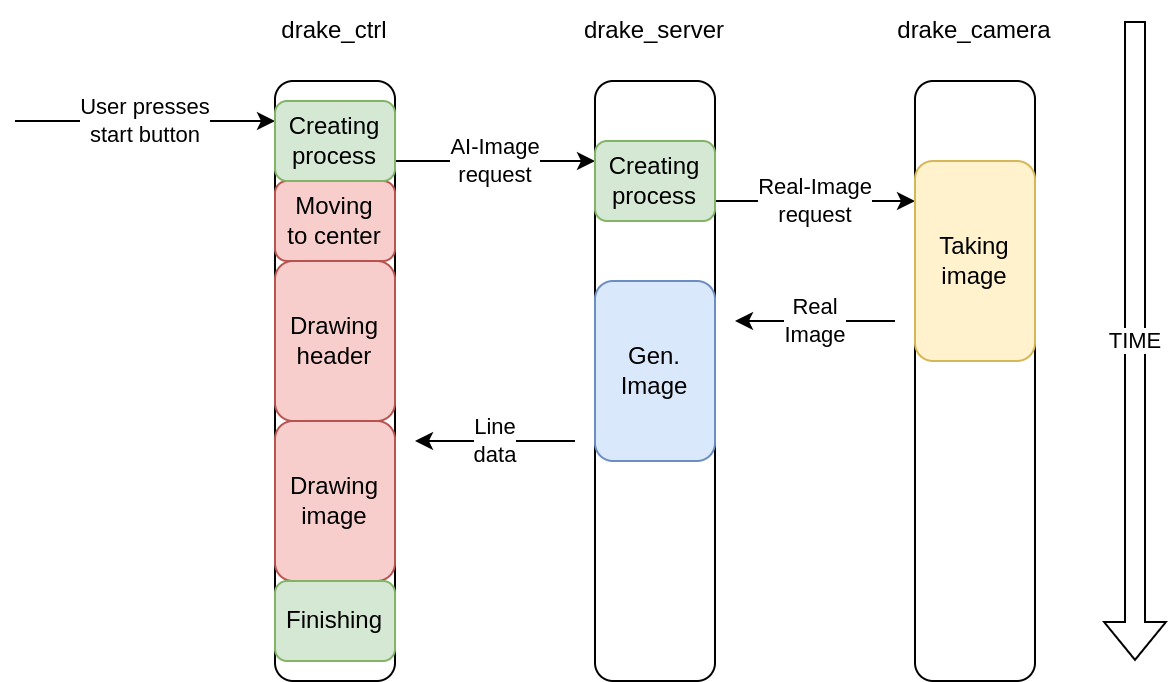 drake_ctrl
drake_server
drake_camera
User presses
start button
Creating
process
AI-Image
request
Creating
process
Real-Image
request
Taking
image
Moving
to center
Drawing
header
Real
Image
Gen.
Image
TIME
Line
data
Drawing
image
Finishing